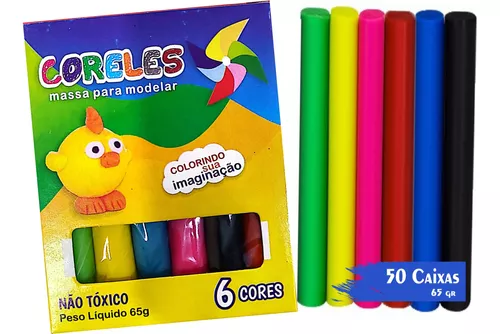 CORELES
massa para modelar
COLORINDO
sua
imaginação
NÃO TÓXICO
Peso Líquido 65g
6 CORES
50 CAIXAS
65 GR